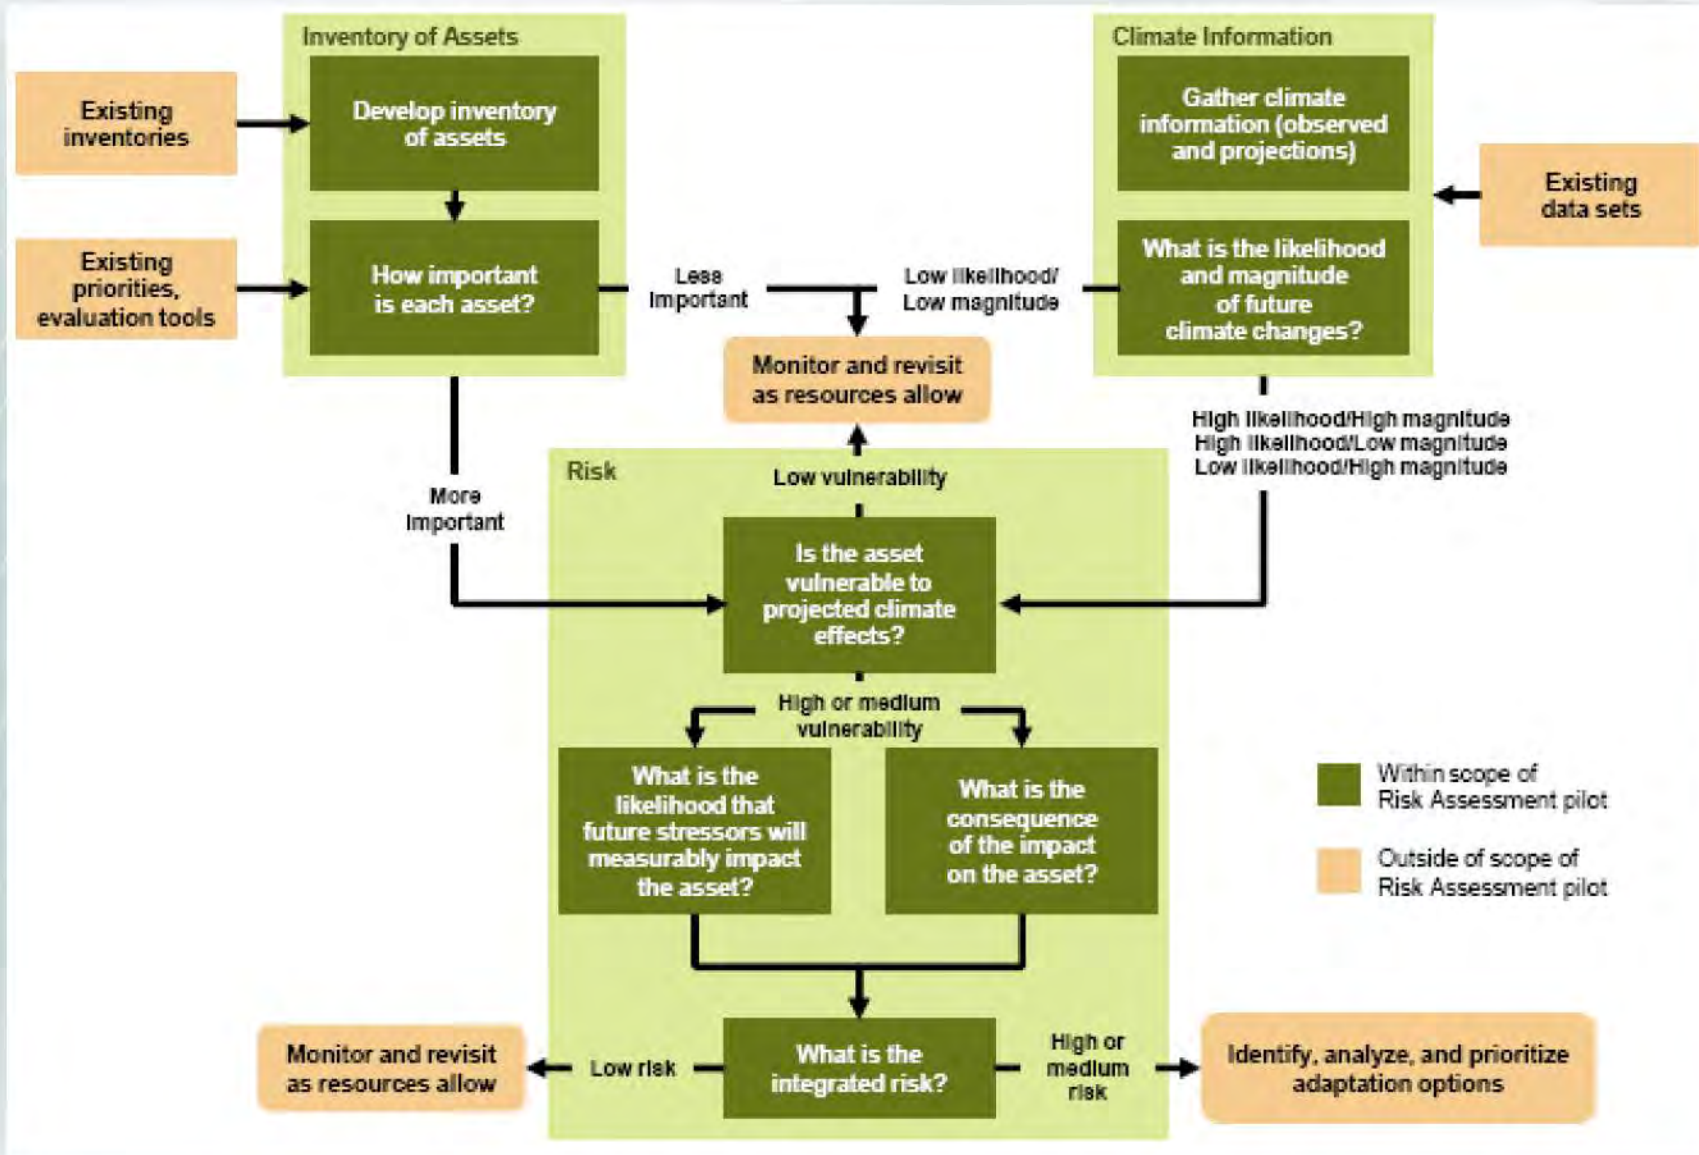 Inventory of Assets
Existing
inventories
Develop inventory
of assets
Existing
priorities,
evaluation tools
How important
is each asset?
Less
Important
Low likelihood/
Low magnitude
Climate Information
Gather climate
information (observed
and projections)
Existing
data sets
What is the likelihood
and magnitude
of future
climate changes?
Monitor and revisit
as resources allow
High likelihood/High magnitude
High likelihood/Low magnitude
Low likelihood/High magnitude
More
Important
Risk
Low vulnerability
Is the asset
vulnerable to
projected climate
effects?
High or medium
vulnerability
What is the
likelihood that
future stressors will
measurably impact
the asset?
What is the
consequence
of the impact
on the asset?
Within scope of
Risk Assessment pilot
Outside of scope of
Risk Assessment pilot
Monitor and revisit
as resources allow
Low risk
What is the
integrated risk?
High or
medium
risk
Identify, analyze, and prioritize
adaptation options